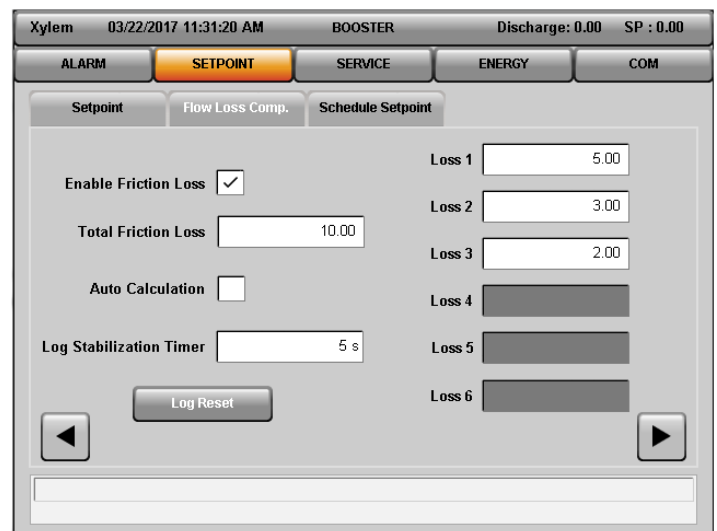 Xylem 03/22/2017 11:31:20 AM BOOSTER Discharge: 0.00 SP : 0.00
ALARM SETPOINT SERVICE ENERGY COM
Setpoint Flow Loss Comp. Schedule Setpoint
Loss 1 5.00
Enable Friction Loss ✓
Loss 2 3.00
Total Friction Loss 10.00
Loss 3 2.00
Auto Calculation
Loss 4
Log Stabilization Timer 5 s
Loss 5
Log Reset
Loss 6